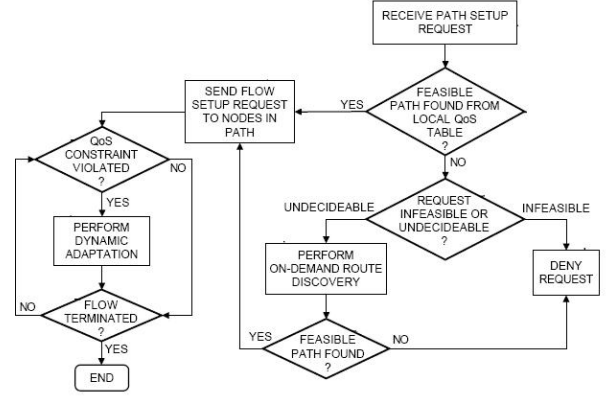 RECEIVE PATH SETUP
REQUEST
FEASIBLE
PATH FOUND FROM
LOCAL QoS
TABLE
?
YES
NO
SEND FLOW
SETUP REQUEST
TO NODES IN
PATH
QoS
CONSTRAINT
VIOLATED
?
NO
YES
PERFORM
DYNAMIC
ADAPTATION
FLOW
TERMINATED
?
NO
YES
END
REQUEST
INFEASIBLE OR
UNDECIDEABLE
?
UNDECIDEABLE
INFEASIBLE
PERFORM
ON-DEMAND ROUTE
DISCOVERY
DENY
REQUEST
FEASIBLE
PATH FOUND
?
YES
NO